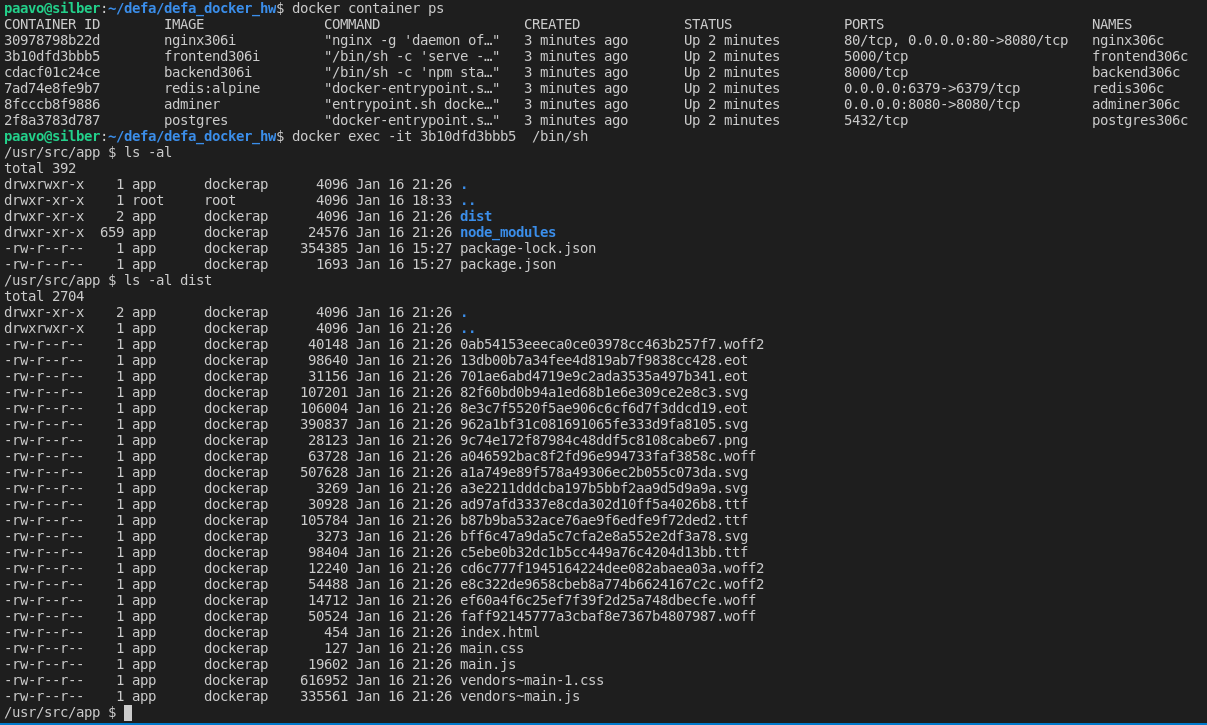 paavo@silber:~/defa/defa_docker_hw$ docker container ps
CONTAINER ID        IMAGE               COMMAND                  CREATED             STATUS              PORTS                          NAMES
30978798b22d        nginx306i           "nginx -g 'daemon of…"   3 minutes ago       Up 2 minutes        80/tcp, 0.0.0.0:80->8080/tcp   nginx306c
3b10dfd3bbb5        frontend306i        "/bin/sh -c 'serve -…"   3 minutes ago       Up 2 minutes        5000/tcp                       frontend306c
cdacf01c24ce        backend306i         "/bin/sh -c 'npm sta…"   3 minutes ago       Up 2 minutes        8000/tcp                       backend306c
7ad74e8fe9b7        redis:alpine        "docker-entrypoint.s…"   3 minutes ago       Up 2 minutes        0.0.0.0:6379->6379/tcp         redis306c
8fcccb8f9886        adminer             "entrypoint.sh docke…"   3 minutes ago       Up 2 minutes        0.0.0.0:8080->8080/tcp         adminer306c
2f8a3783d787        postgres            "docker-entrypoint.s…"   3 minutes ago       Up 2 minutes        5432/tcp                       postgres306c
paavo@silber:~/defa/defa_docker_hw$ docker exec -it 3b10dfd3bbb5  /bin/sh
/usr/src/app $ ls -al
total 392
drwxrwxr-x    1 app      dockerap      4096 Jan 16 21:26 .
drwxr-xr-x    1 root     root          4096 Jan 16 18:33 ..
drwxr-xr-x    2 app      dockerap      4096 Jan 16 21:26 dist
drwxr-xr-x  659 app      dockerap     24576 Jan 16 21:26 node_modules
-rw-r--r--    1 app      dockerap    354385 Jan 16 15:27 package-lock.json
-rw-r--r--    1 app      dockerap      1693 Jan 16 15:27 package.json
/usr/src/app $ ls -al dist
total 2704
drwxr-xr-x    2 app      dockerap      4096 Jan 16 21:26 .
drwxrwxr-x    1 app      dockerap      4096 Jan 16 21:26 ..
-rw-r--r--    1 app      dockerap     40148 Jan 16 21:26 0ab54153eeeca0ce03978cc463b257f7.woff2
-rw-r--r--    1 app      dockerap     98640 Jan 16 21:26 13db00b7a34fee4d819ab7f9838cc428.eot
-rw-r--r--    1 app      dockerap     31156 Jan 16 21:26 701ae6abd4719e9c2ada3535a497b341.eot
-rw-r--r--    1 app      dockerap    107201 Jan 16 21:26 82f60bd0b94a1ed68b1e6e309ce2e8c3.svg
-rw-r--r--    1 app      dockerap    106004 Jan 16 21:26 8e3c7f5520f5ae906c6cf6d7f3ddcd19.eot
-rw-r--r--    1 app      dockerap    390837 Jan 16 21:26 962a1bf31c081691065fe333d9fa8105.svg
-rw-r--r--    1 app      dockerap     28123 Jan 16 21:26 9c74e172f87984c48ddf5c8108cabe67.png
-rw-r--r--    1 app      dockerap     63728 Jan 16 21:26 a046592bac8f2fd96e994733faf3858c.woff
-rw-r--r--    1 app      dockerap    507628 Jan 16 21:26 a1a749e89f578a49306ec2b055c073da.svg
-rw-r--r--    1 app      dockerap      3269 Jan 16 21:26 a3e2211dddcba197b5bbf2aa9d5d9a9a.svg
-rw-r--r--    1 app      dockerap     30928 Jan 16 21:26 ad97afd3337e8cda302d10ff5a4026b8.ttf
-rw-r--r--    1 app      dockerap    105784 Jan 16 21:26 b87b9ba532ace76ae9f6edfe9f72ded2.ttf
-rw-r--r--    1 app      dockerap      3273 Jan 16 21:26 bff6c47a9da5c7cfa2e8a552e2df3a78.svg
-rw-r--r--    1 app      dockerap     98404 Jan 16 21:26 c5ebe0b32dc1b5cc449a76c4204d13bb.ttf
-rw-r--r--    1 app      dockerap     12240 Jan 16 21:26 cd6c777f1945164224dee082abaea03a.woff2
-rw-r--r--    1 app      dockerap     54488 Jan 16 21:26 e8c322de9658cbeb8a774b6624167c2c.woff2
-rw-r--r--    1 app      dockerap     14712 Jan 16 21:26 ef60a4f6c25ef7f39f2d25a748dbecfe.woff
-rw-r--r--    1 app      dockerap     50524 Jan 16 21:26 faff92145777a3cbaf8e7367b4807987.woff
-rw-r--r--    1 app      dockerap       454 Jan 16 21:26 index.html
-rw-r--r--    1 app      dockerap       127 Jan 16 21:26 main.css
-rw-r--r--    1 app      dockerap     19602 Jan 16 21:26 main.js
-rw-r--r--    1 app      dockerap    616952 Jan 16 21:26 vendors~main-1.css
-rw-r--r--    1 app      dockerap    335561 Jan 16 21:26 vendors~main.js
/usr/src/app $